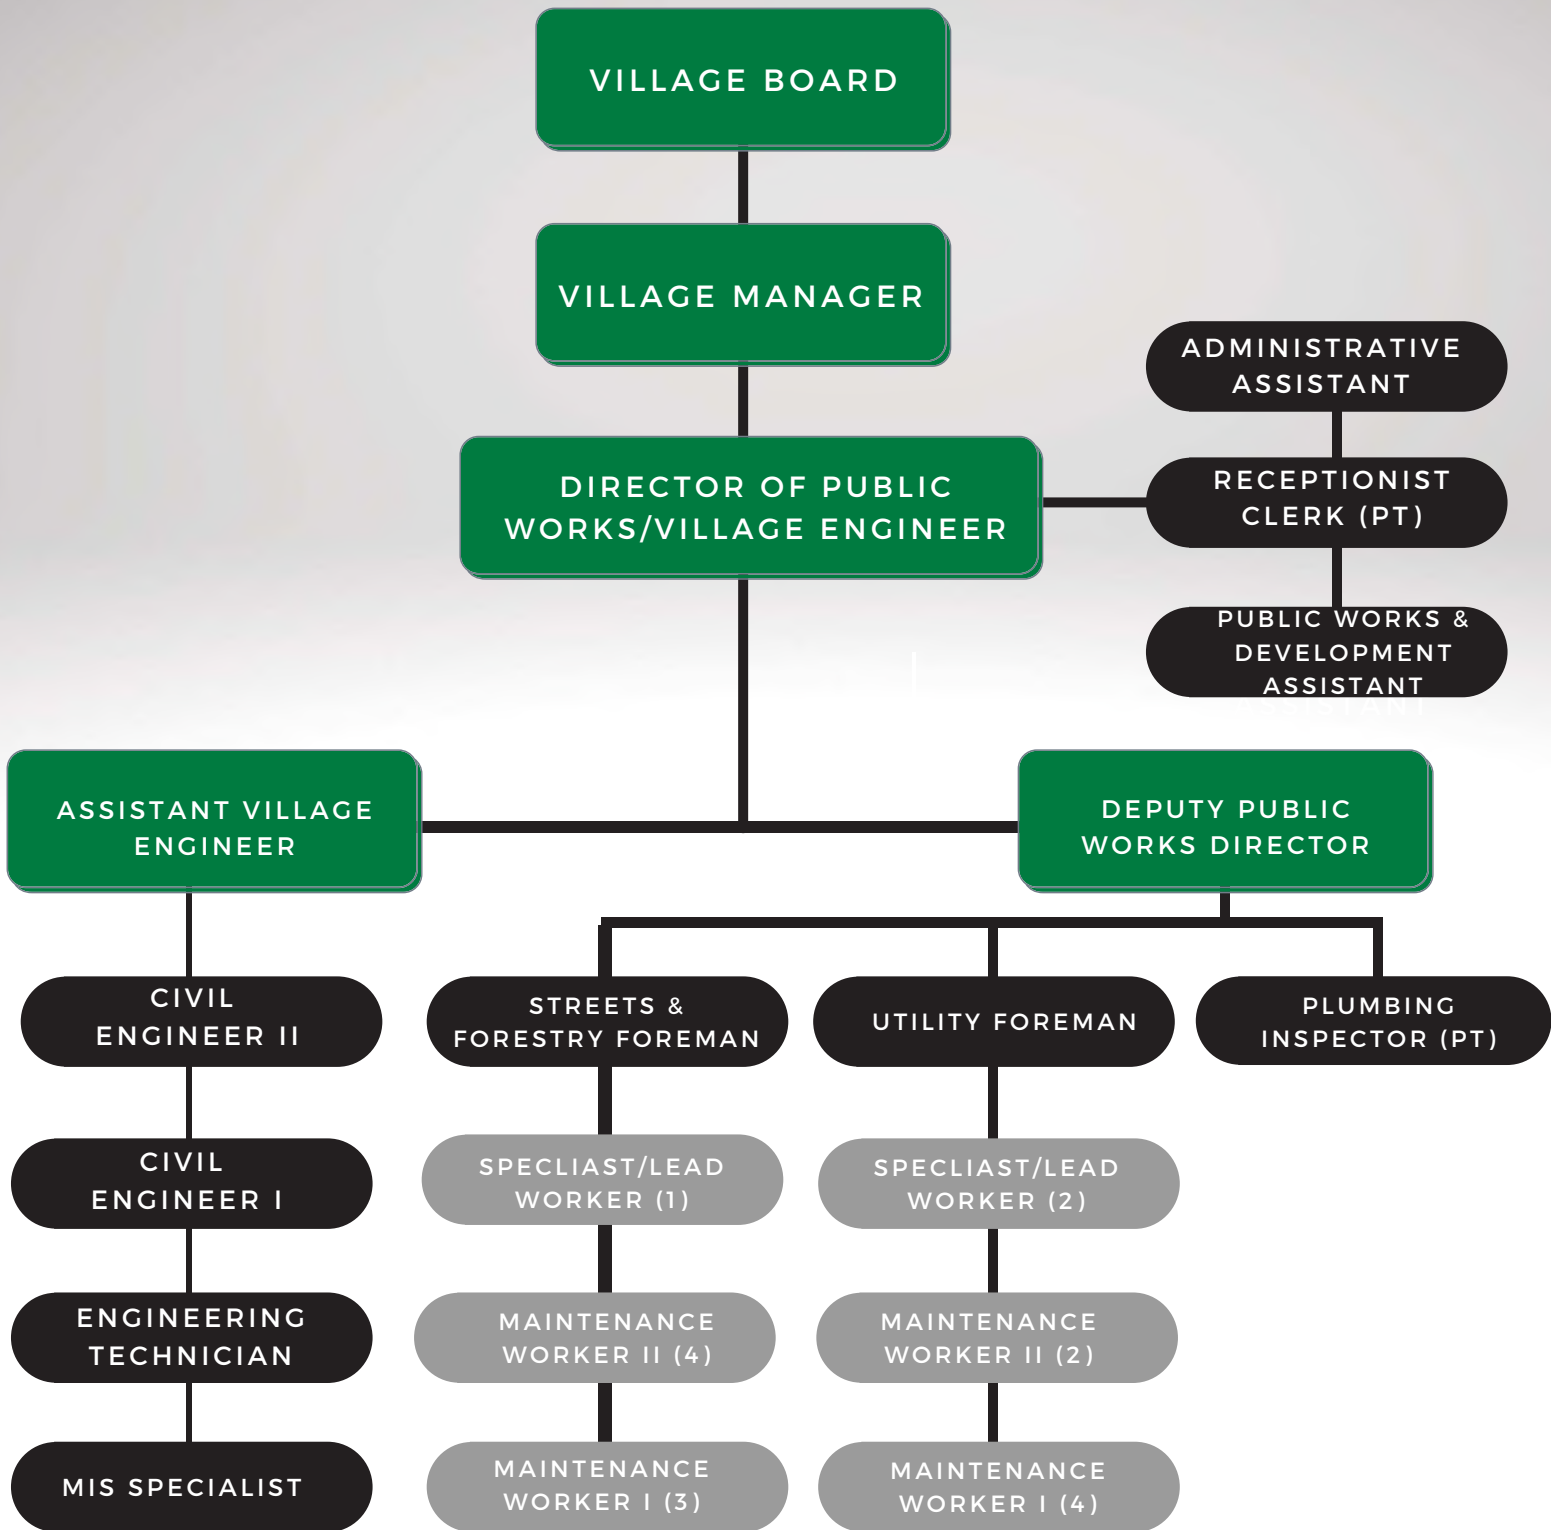 VILLAGE BOARD
VILLAGE MANAGER
ADMINISTRATIVE
ASSISTANT
DIRECTOR OF PUBLIC
WORKS/VILLAGE ENGINEER
RECEPTIONIST
CLERK (PT)
PUBLIC WORKS &
DEVELOPMENT
ASSISTANT
ASSISTANT VILLAGE
ENGINEER
DEPUTY PUBLIC
WORKS DIRECTOR
CIVIL
ENGINEER II
STREETS &
FORESTRY FOREMAN
UTILITY FOREMAN
PLUMBING
INSPECTOR (PT)
CIVIL
ENGINEER I
SPECLIAST/LEAD
WORKER (1)
SPECLIAST/LEAD
WORKER (2)
ENGINEERING
TECHNICIAN
MAINTENANCE
WORKER II (4)
MAINTENANCE
WORKER II (2)
MIS SPECIALIST
MAINTENANCE
WORKER I (3)
MAINTENANCE
WORKER I (4)